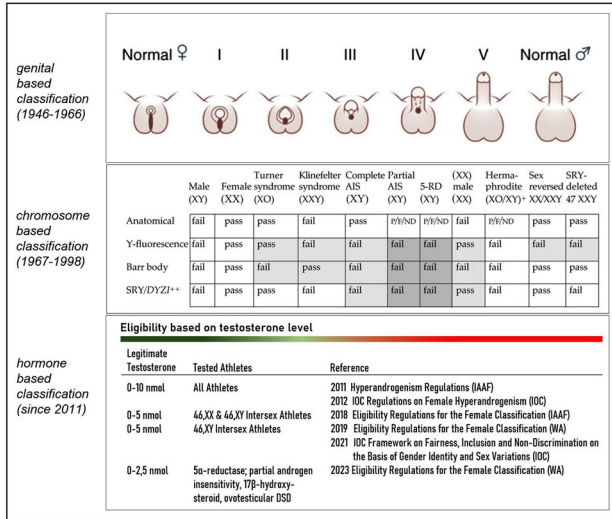 genital
based
classification
(1946-1966)
Normal ♀ I II III IV V Normal ♂
chromosome
based
classification
(1967-1998)
Turner Klinefelter Complete Partial (XX) Herma- Sex SRY-
Male Female syndrome syndrome AIS AIS 5-RD male phrodite reversed deleted
(XY) (XX) (XO) (XXY) (XY) (XY) (XY) (XX) (XO/XY)+ XX/XXY 47 XXY
Anatomical fail pass pass fail pass P/F/ND P/F/ND fail P/F/ND pass pass
Y-fluorescence fail pass pass fail fail fail fail pass fail fail fail
Barr body fail pass fail pass fail fail fail fail fail pass pass
SRY/DYZI++ fail pass pass fail fail fail fail pass fail pass fail
hormone
based
classification
(since 2011)
Eligibility based on testosterone level
Legitimate
Testosterone Tested Athletes Reference
0-10 nmol All Athletes 2011 Hyperandrogenism Regulations (IAAF)
2012 IOC Regulations on Female Hyperandrogenism (IOC)
0-5 nmol 46,XX & 46,XY Intersex Athletes 2018 Eligibility Regulations for the Female Classification (IAAF)
0-5 nmol 46,XY Intersex Athletes 2019 Eligibility Regulations for the Female Classification (WA)
2021 IOC Framework on Fairness, Inclusion and Non-Discrimination on
the Basis of Gender Identity and Sex Variations (IOC)
0-2,5 nmol 5α-reductase; partial androgen 2023 Eligibility Regulations for the Female Classification (WA)
insensitivity, 17β-hydroxy-
steroid, ovotesticular DSD